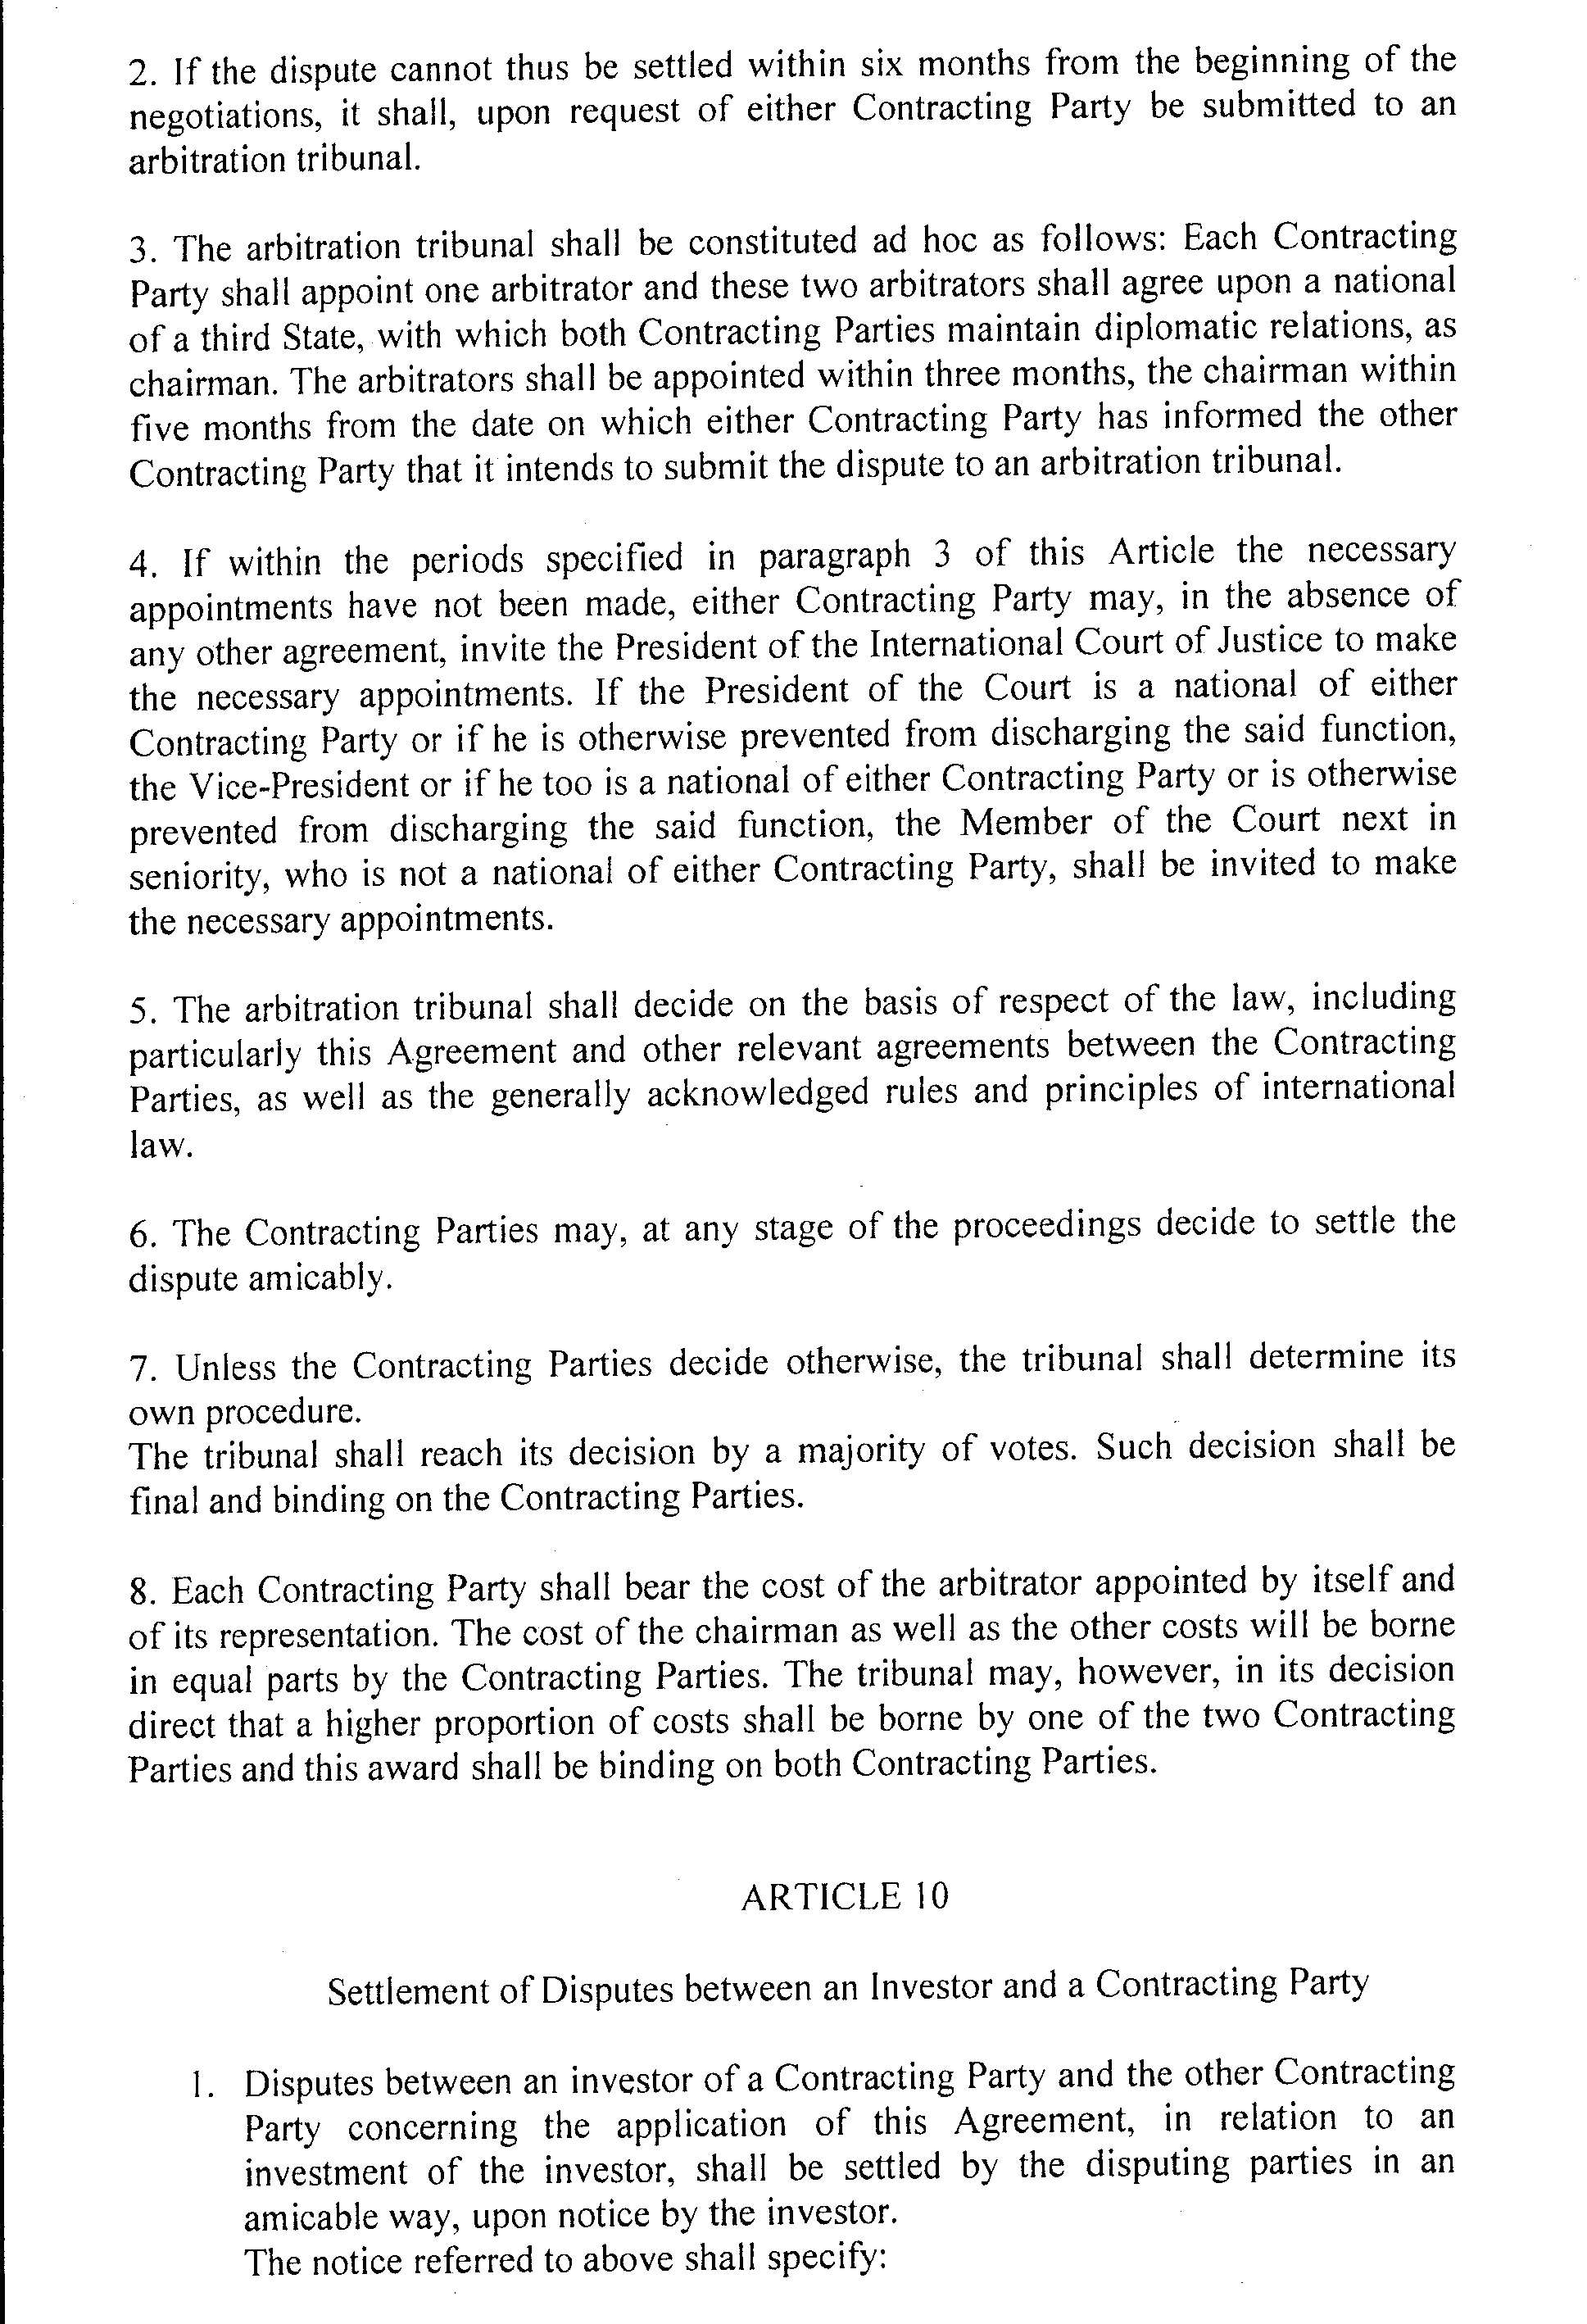 2. If the dispute cannot thus be settled within six months from the beginning of the
negotiations, it shall, upon request of either Contracting Party be submitted to an
arbitration tribunal.
3. The arbitration tribunal shall be constituted ad hoc as follows: Each Contracting
Party shall appoint one arbitrator and these two arbitrators shall agree upon a national
of a third State, with which both Contracting Parties maintain diplomatic relations, as
chairman. The arbitrators shall be appointed within three months, the chairman within
five months from the date on which either Contracting Party has informed the other
Contracting Party that it intends to submit the dispute to an arbitration tribunal.
4. If within the periods specified in paragraph 3 of this Article the necessary
appointments have not been made, either Contracting Party may, in the absence of
any other agreement, invite the President of the International Court of Justice to make
the necessary appointments. If the President of the Court is a national of either
Contracting Party or if he is otherwise prevented from discharging the said function,
the Vice-President or if he too is a national of either Contracting Party or is otherwise
prevented from discharging the said function, the Member of the Court next in
seniority, who is not a national of either Contracting Party, shall be invited to make
the necessary appointments.
5. The arbitration tribunal shall decide on the basis of respect of the law, including
particularly this Agreement and other relevant agreements between the Contracting
Parties, as well as the generally acknowledged rules and principles of international
law.
6. The Contracting Parties may, at any stage of the proceedings decide to settle the
dispute amicably.
7. Unless the Contracting Parties decide otherwise, the tribunal shall determine its
own procedure.
The tribunal shall reach its decision by a majority of votes. Such decision shall be
final and binding on the Contracting Parties.
8. Each Contracting Party shall bear the cost of the arbitrator appointed by itself and
of its representation. The cost of the chairman as well as the other costs will be borne
in equal parts by the Contracting Parties. The tribunal may, however, in its decision
direct that a higher proportion of costs shall be borne by one of the two Contracting
Parties and this award shall be binding on both Contracting Parties.
ARTICLE 10
Settlement of Disputes between an Investor and a Contracting Party
1. Disputes between an investor of a Contracting Party and the other Contracting
Party concerning the application of this Agreement, in relation to an
investment of the investor, shall be settled by the disputing parties in an
amicable way, upon notice by the investor.
The notice referred to above shall specify: